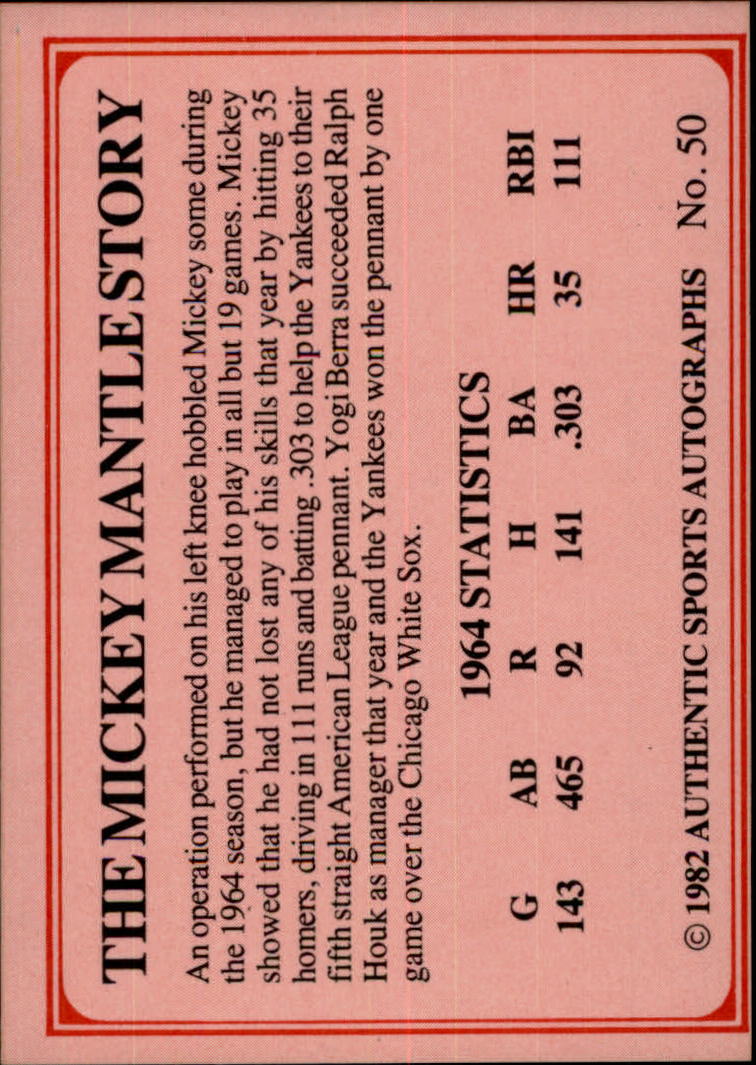 THE MICKEY MANTLE STORY
An operation performed on his left knee hobbled Mickey some during
the 1964 season, but he managed to play in all but 19 games. Mickey
showed that he had not lost any of his skills that year by hitting 35
homers, driving in 111 runs and batting .303 to help the Yankees to their
fifth straight American League pennant. Yogi Berra succeeded Ralph
Houk as manager that year and the Yankees won the pennant by one
game over the Chicago White Sox.
1964 STATISTICS
G AB R H BA HR RBI
143 465 92 141 .303 35 111
© 1982 AUTHENTIC SPORTS AUTOGRAPHS No. 50